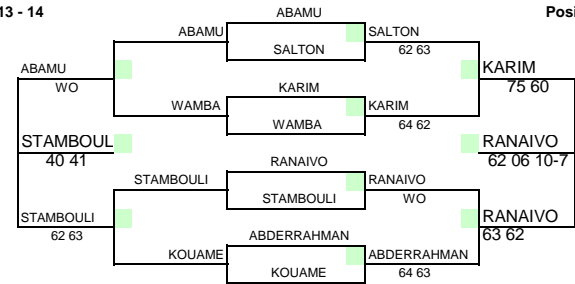 13 - 14
Posi
ABAMU
ABAMU
SALTON
SALTON
62 63
ABAMU
WO
KARIM
KARIM
75 60
WAMBA
KARIM
WAMBA
64 62
STAMBOUL
40 41
RANAIVO
62 06 10-7
RANAIVO
STAMBOULI
RANAIVO
STAMBOULI
WO
STAMBOULI
62 63
RANAIVO
63 62
ABDERRAHMAN
KOUAME
ABDERRAHMAN
KOUAME
64 63